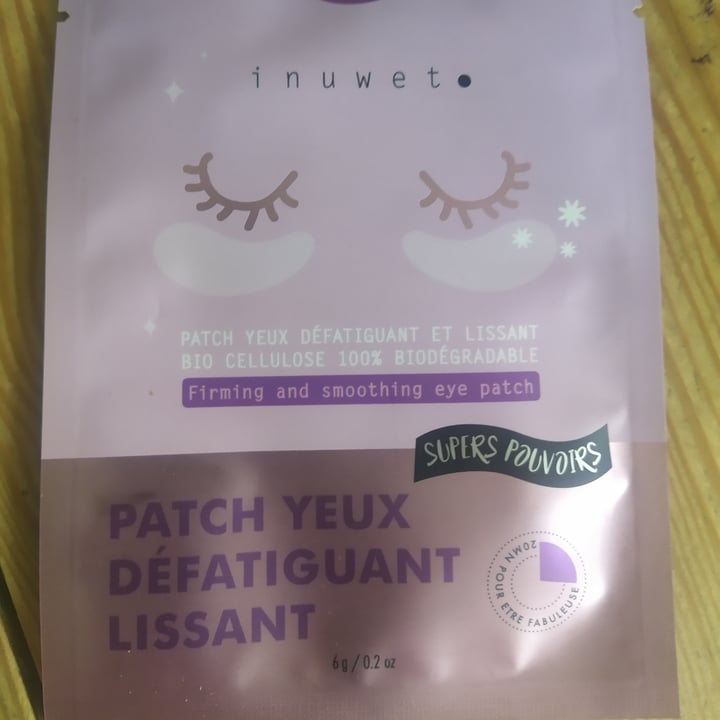 inuwet.
PATCH YEUX DÉFATIGUANT ET LISSANT
BIO CELLULOSE 100% BIODÉGRADABLE
Firming and smoothing eye patch
SUPERS POUVOIRS
PATCH YEUX
DÉFATIGUANT
LISSANT
20MN POUR ETRE FABULEUSE
6g / 0.2 oz